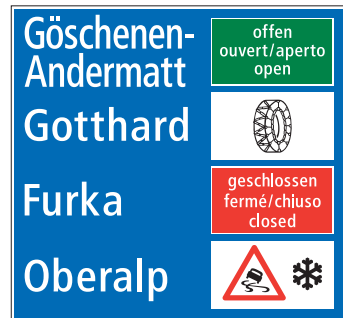 Göschenen-
Andermatt
offen
ouvert/aperto
open
Gotthard
Furka
geschlossen
fermé/chiuso
closed
Oberalp